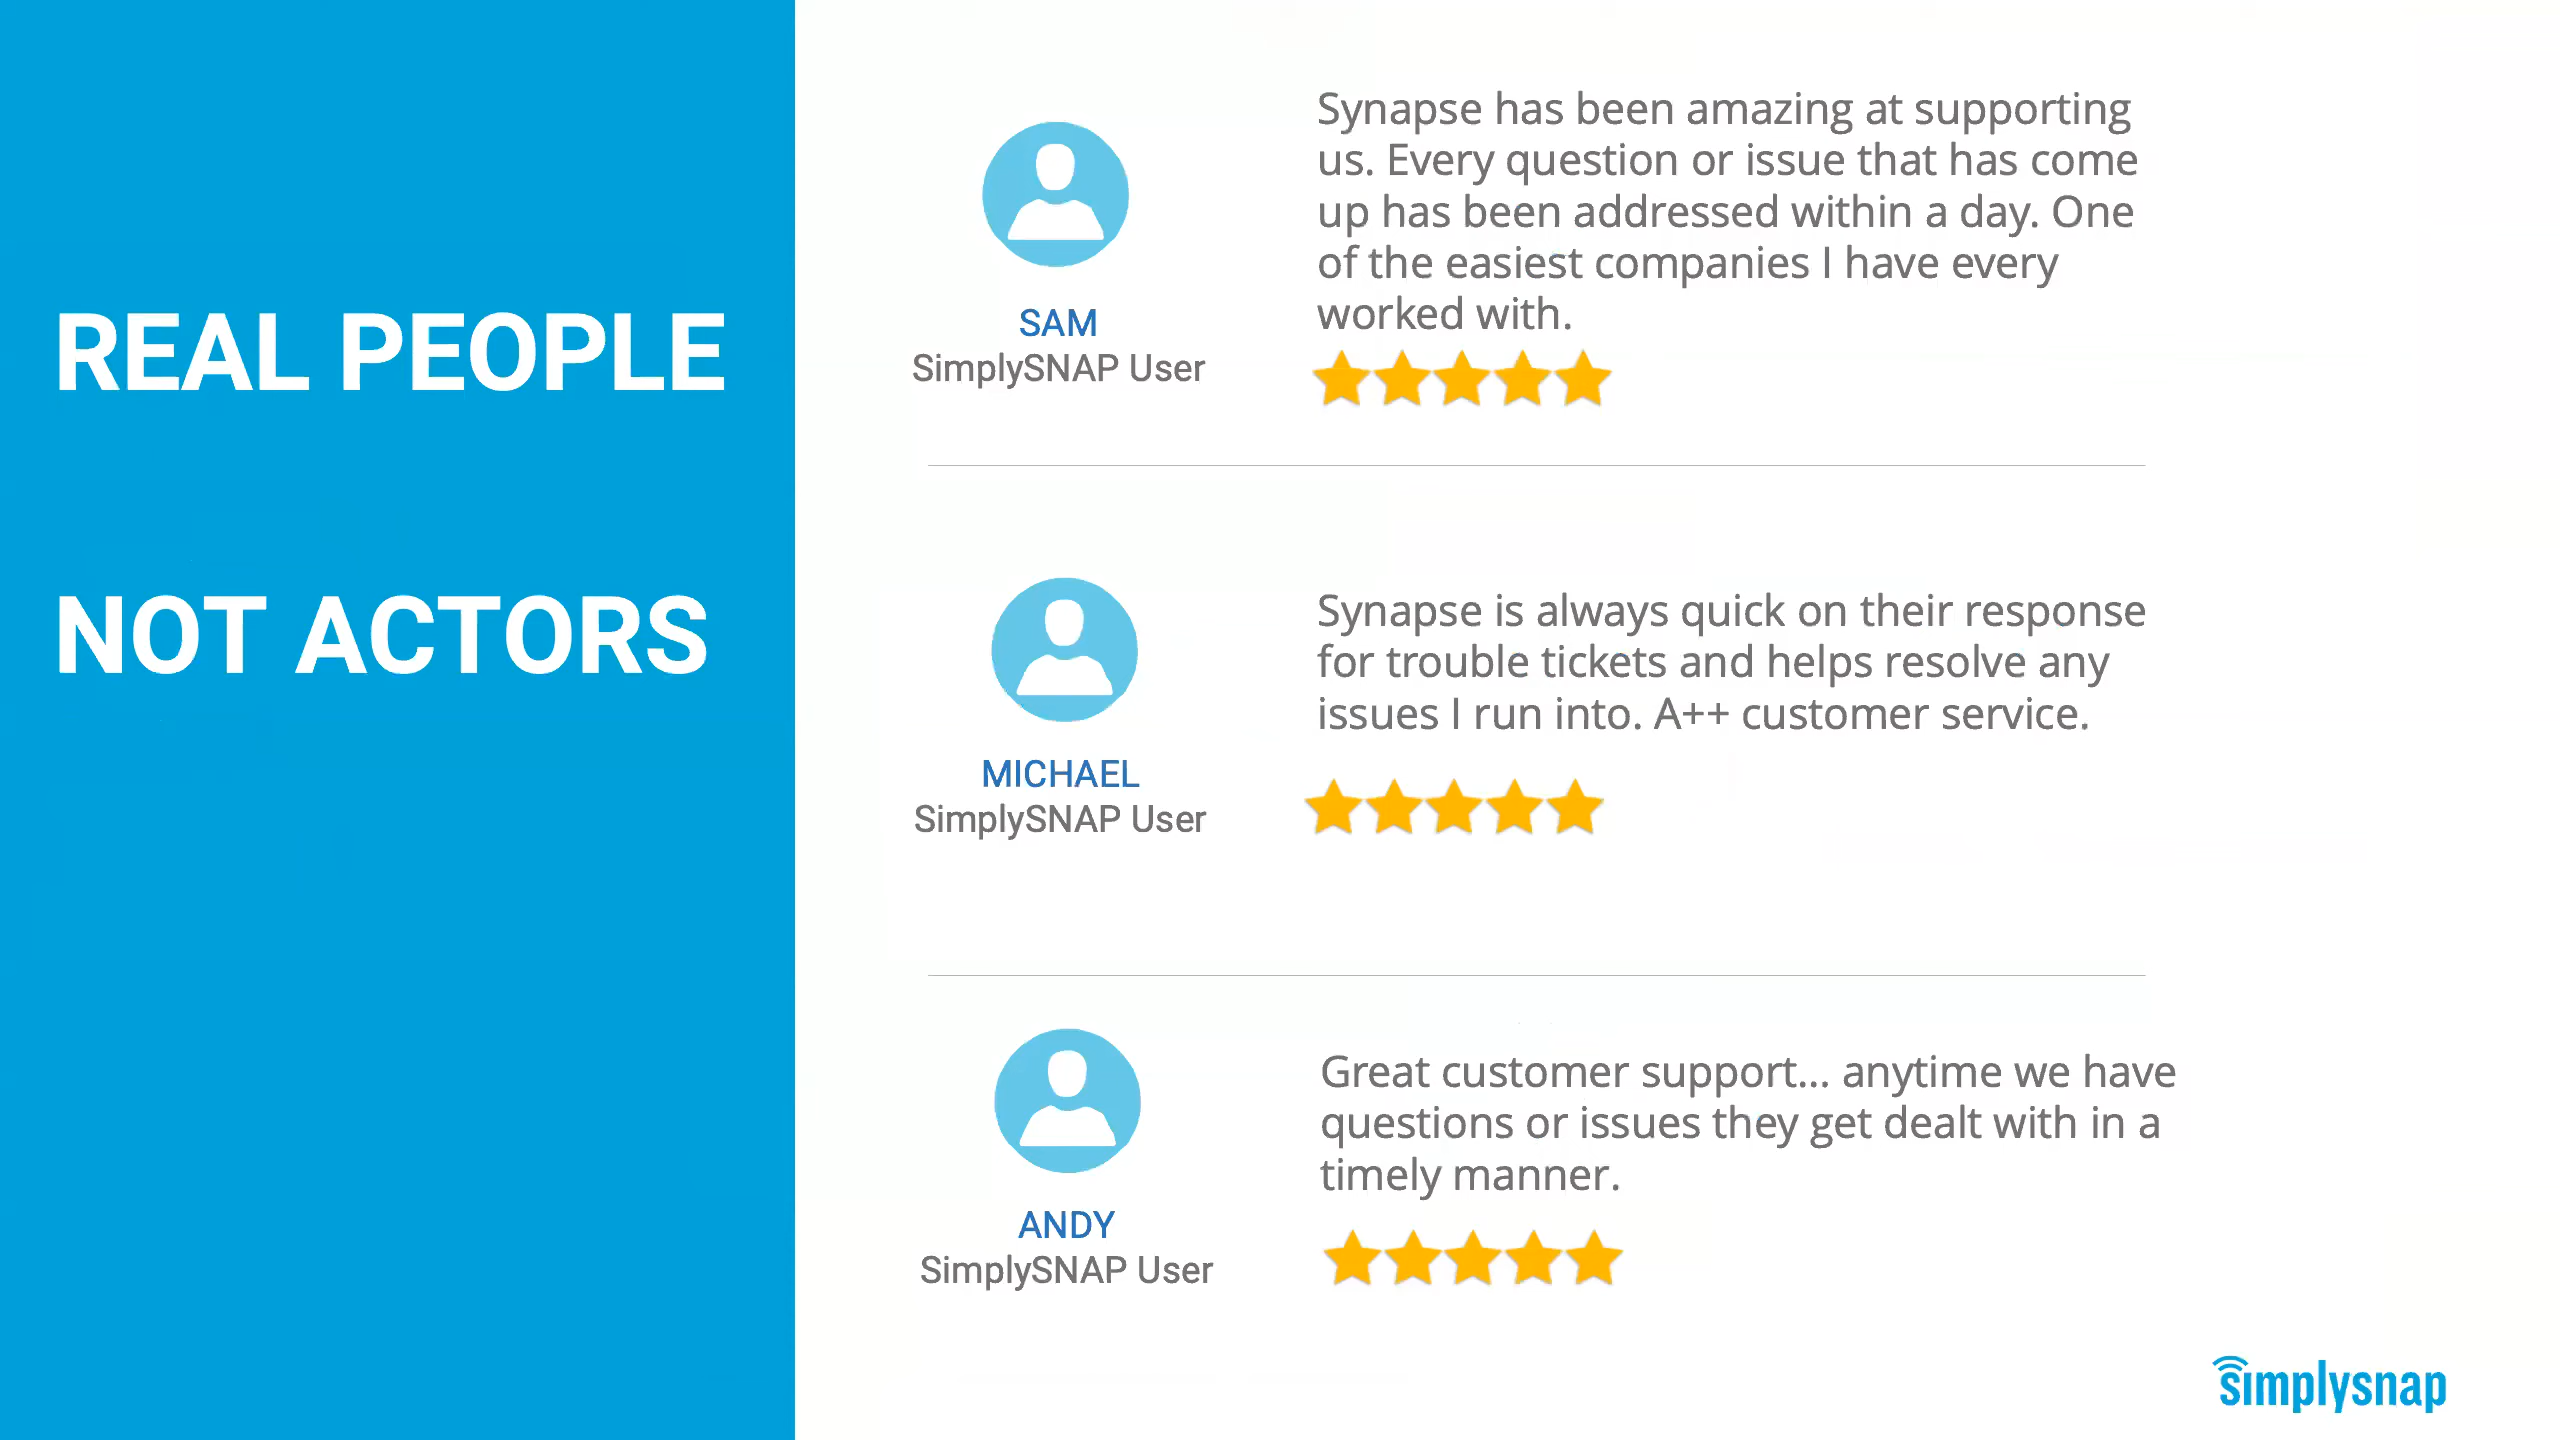 REAL PEOPLE
NOT ACTORS
SAM
SimplySNAP User
Synapse has been amazing at supporting
us. Every question or issue that has come
up has been addressed within a day. One
of the easiest companies I have every
worked with.
MICHAEL
SimplySNAP User
Synapse is always quick on their response
for trouble tickets and helps resolve any
issues I run into. A++ customer service.
ANDY
SimplySNAP User
Great customer support... anytime we have
questions or issues they get dealt with in a
timely manner.
simplysnap